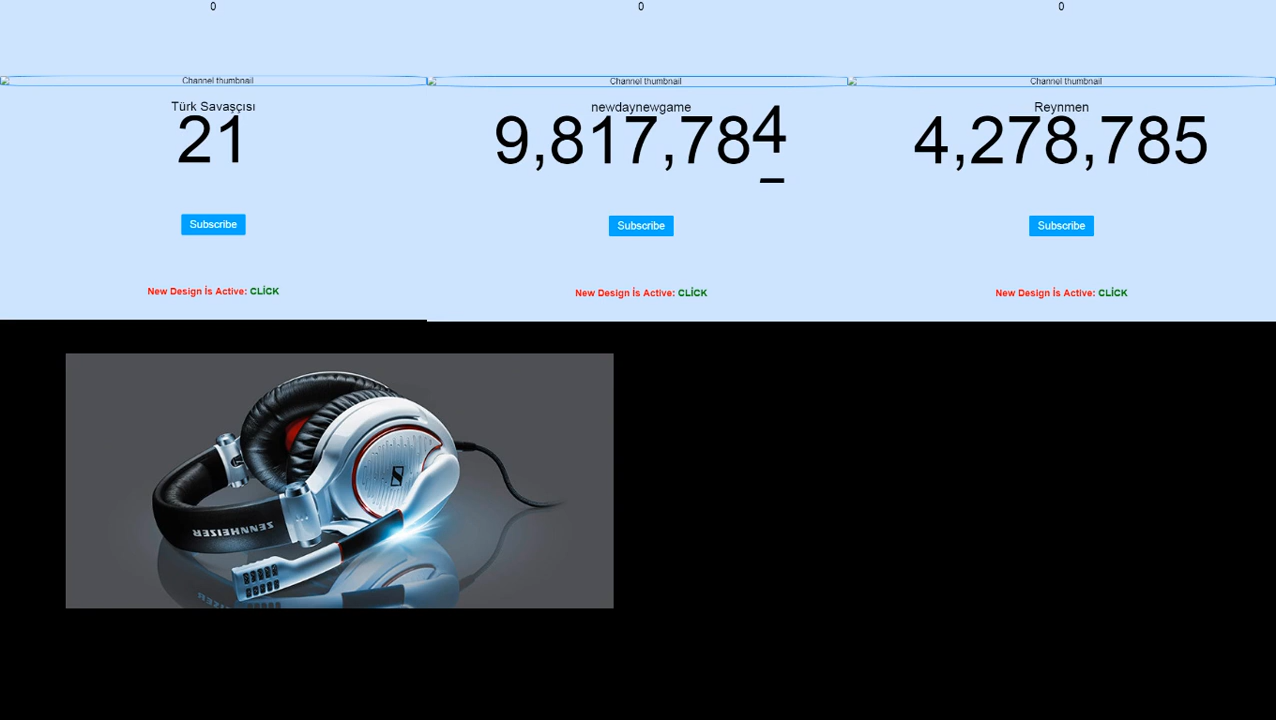 0
0
0
Channel thumbnail
Channel thumbnail
Channel thumbnail
Türk Savaşçısı
newdaynewgame
Reynmen
21
9,817,784
4,278,785
Subscribe
Subscribe
Subscribe
New Design İs Active: CLİCK
New Design İs Active: CLİCK
New Design İs Active: CLİCK
SENNHEISER